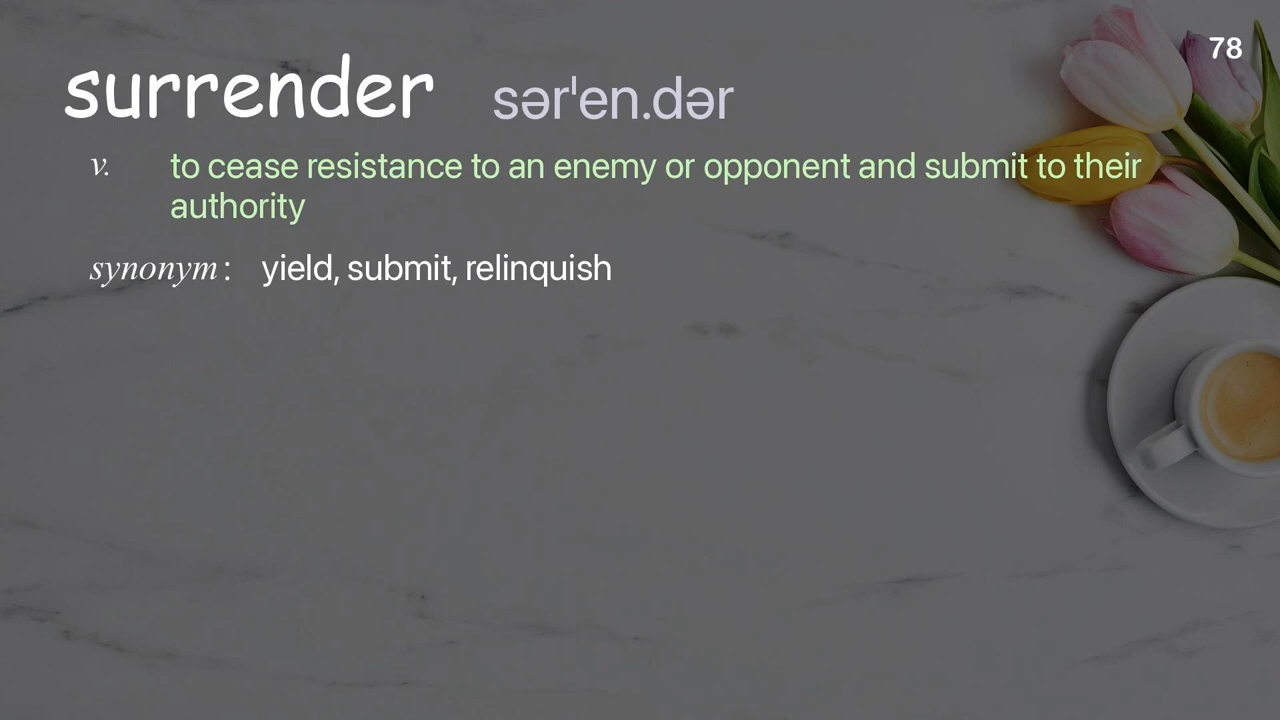 78
surrender sərˈen.dər
v. to cease resistance to an enemy or opponent and submit to their
authority
synonym : yield, submit, relinquish